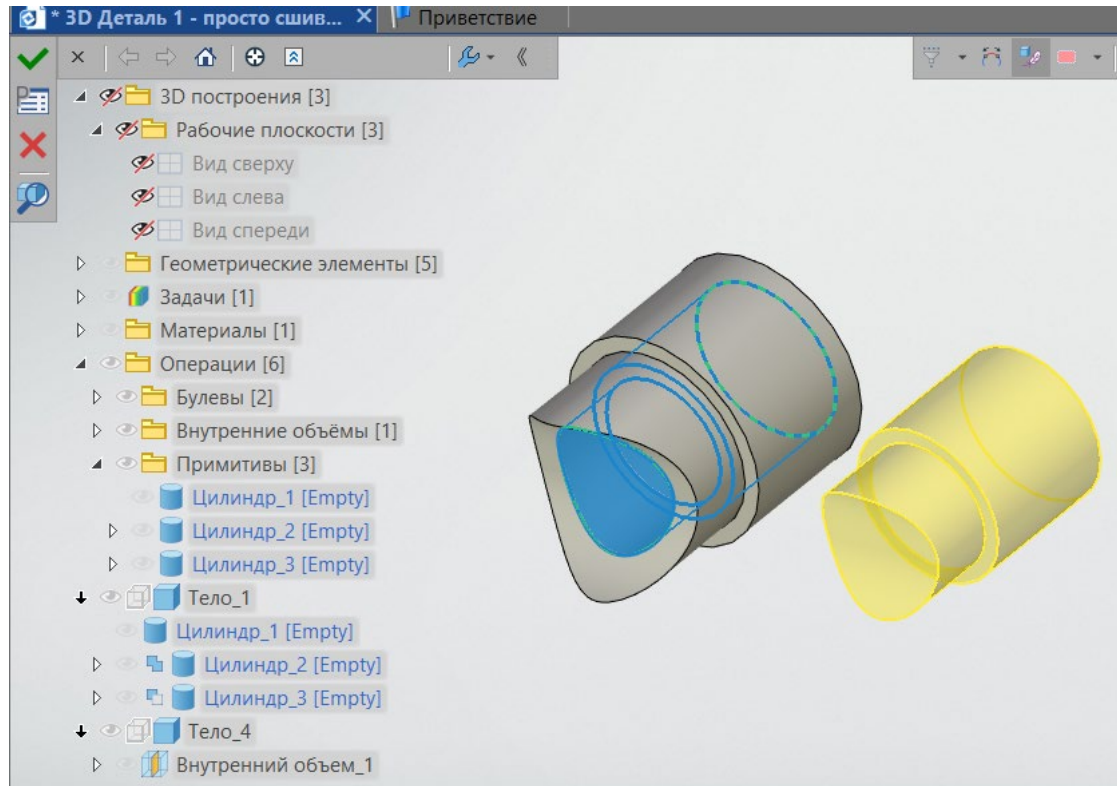 * 3D Деталь 1 - просто сшив... Приветствие
3D построения [3]
Рабочие плоскости [3]
Вид сверху
Вид слева
Вид спереди
Геометрические элементы [5]
Задачи [1]
Материалы [1]
Операции [6]
Булевы [2]
Внутренние объёмы [1]
Примитивы [3]
Цилиндр_1 [Empty]
Цилиндр_2 [Empty]
Цилиндр_3 [Empty]
Тело_1
Цилиндр_1 [Empty]
Цилиндр_2 [Empty]
Цилиндр_3 [Empty]
Тело_4
Внутренний объем_1